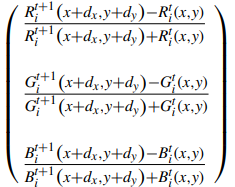 R_i^{t+1}(x+d_x,y+d_y)−R_i^t(x,y)
R_i^{t+1}(x+d_x,y+d_y)+R_i^t(x,y)
G_i^{t+1}(x+d_x,y+d_y)−G_i^t(x,y)
G_i^{t+1}(x+d_x,y+d_y)+G_i^t(x,y)
B_i^{t+1}(x+d_x,y+d_y)−B_i^t(x,y)
B_i^{t+1}(x+d_x,y+d_y)+B_i^t(x,y)